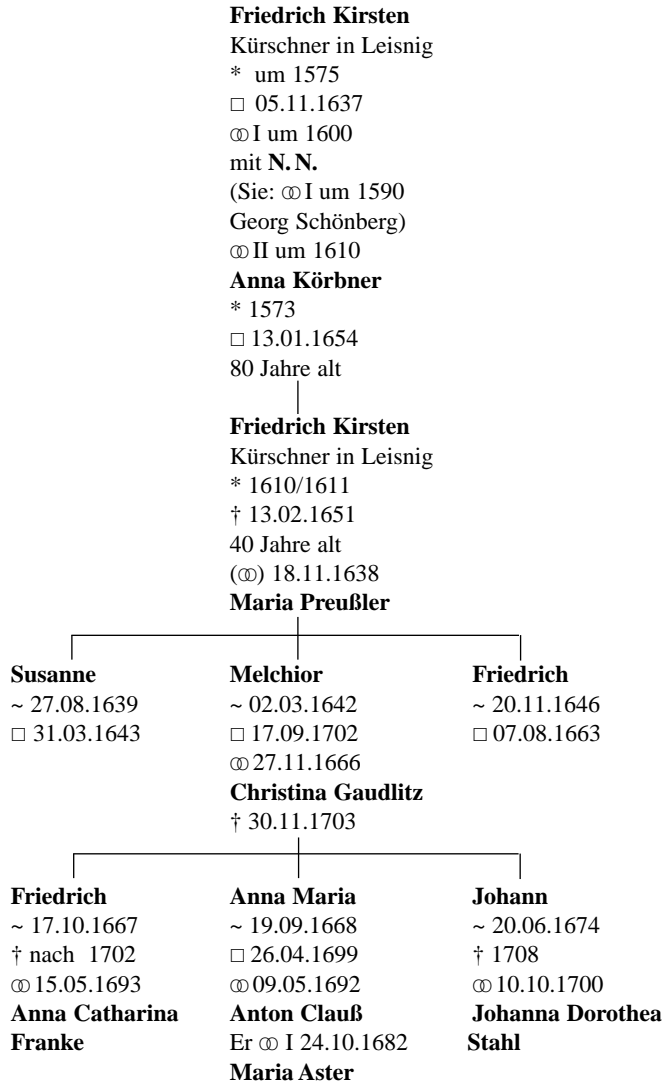 Friedrich Kirsten
Kürschner in Leisnig
* um 1575
□ 05.11.1637
⚭ I um 1600
mit N. N.
(Sie: ⚭ I um 1590
Georg Schönberg)
⚭ II um 1610
Anna Körbner
* 1573
□ 13.01.1654
80 Jahre alt
Friedrich Kirsten
Kürschner in Leisnig
* 1610/1611
† 13.02.1651
40 Jahre alt
(⚭) 18.11.1638
Maria Preußler
Susanne
~ 27.08.1639
□ 31.03.1643
Melchior
~ 02.03.1642
□ 17.09.1702
⚭ 27.11.1666
Christina Gaudlitz
† 30.11.1703
Friedrich
~ 20.11.1646
□ 07.08.1663
Friedrich
~ 17.10.1667
† nach 1702
⚭ 15.05.1693
Anna Catharina
Franke
Anna Maria
~ 19.09.1668
□ 26.04.1699
⚭ 09.05.1692
Anton Clauß
Er ⚭ I 24.10.1682
Maria Aster
Johann
~ 20.06.1674
† 1708
⚭ 10.10.1700
Johanna Dorothea
Stahl